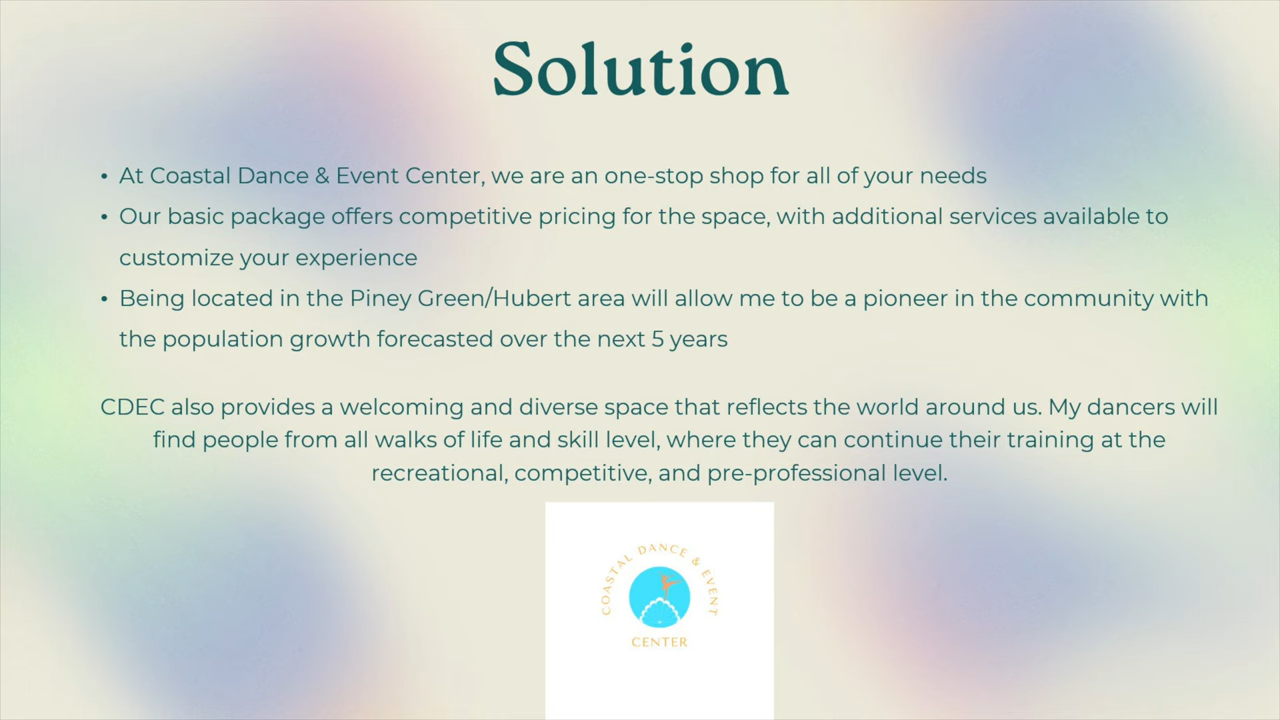 Solution
• At Coastal Dance & Event Center, we are an one-stop shop for all of your needs
• Our basic package offers competitive pricing for the space, with additional services available to
customize your experience
• Being located in the Piney Green/Hubert area will allow me to be a pioneer in the community with
the population growth forecasted over the next 5 years
CDEC also provides a welcoming and diverse space that reflects the world around us. My dancers will
find people from all walks of life and skill level, where they can continue their training at the
recreational, competitive, and pre-professional level.
COASTAL DANCE & EVENT
CENTER